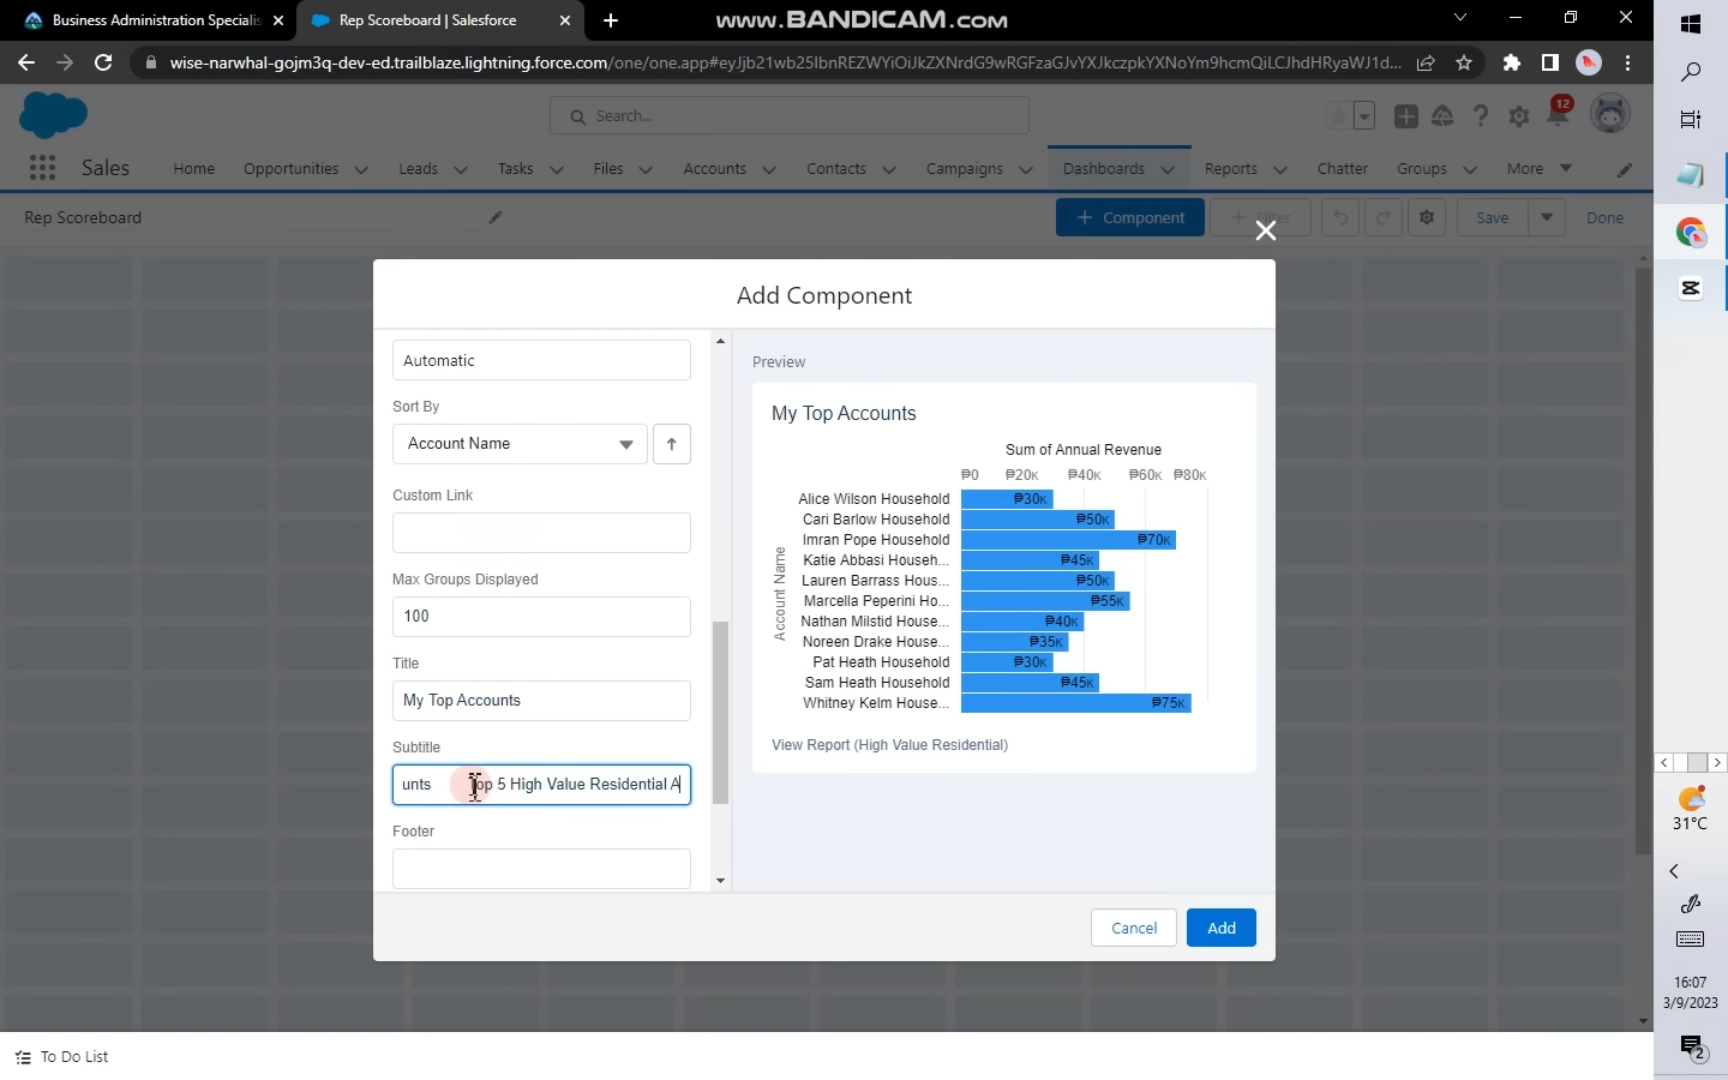 Business Administration Specialis
Rep Scoreboard | Salesforce
www.BANDICAM.com
wise-narwhal-gojm3q-dev-ed.trailblaze.lightning.force.com/one/one.app#eyJjb21wb25lbnREZWYiOiJkZXNrdG9wRGFzaGJvYXJkczpkYXNoYm9hcmQiLCJhdHRyaWJ1d...
Search...
12
Sales
Home
Opportunities
Leads
Tasks
Files
Accounts
Contacts
Campaigns
Dashboards
Reports
Chatter
Groups
More
Rep Scoreboard
+ Component
+ Filter
Save
Done
Add Component
Automatic
Sort By
Account Name
Custom Link
Max Groups Displayed
100
Title
My Top Accounts
Subtitle
unts Top 5 High Value Residential A
Footer
Preview
My Top Accounts
Sum of Annual Revenue
₱0 ₱20K ₱40K ₱60K ₱80K
Account Name
Alice Wilson Household ₱30K
Cari Barlow Household ₱50K
Imran Pope Household ₱70K
Katie Abbasi Househ... ₱45K
Lauren Barrass Hous... ₱50K
Marcella Peperini Ho... ₱55K
Nathan Milstid House... ₱40K
Noreen Drake House... ₱35K
Pat Heath Household ₱30K
Sam Heath Household ₱45K
Whitney Kelm House... ₱75K
View Report (High Value Residential)
Cancel
Add
To Do List
31°C
16:07
3/9/2023
2